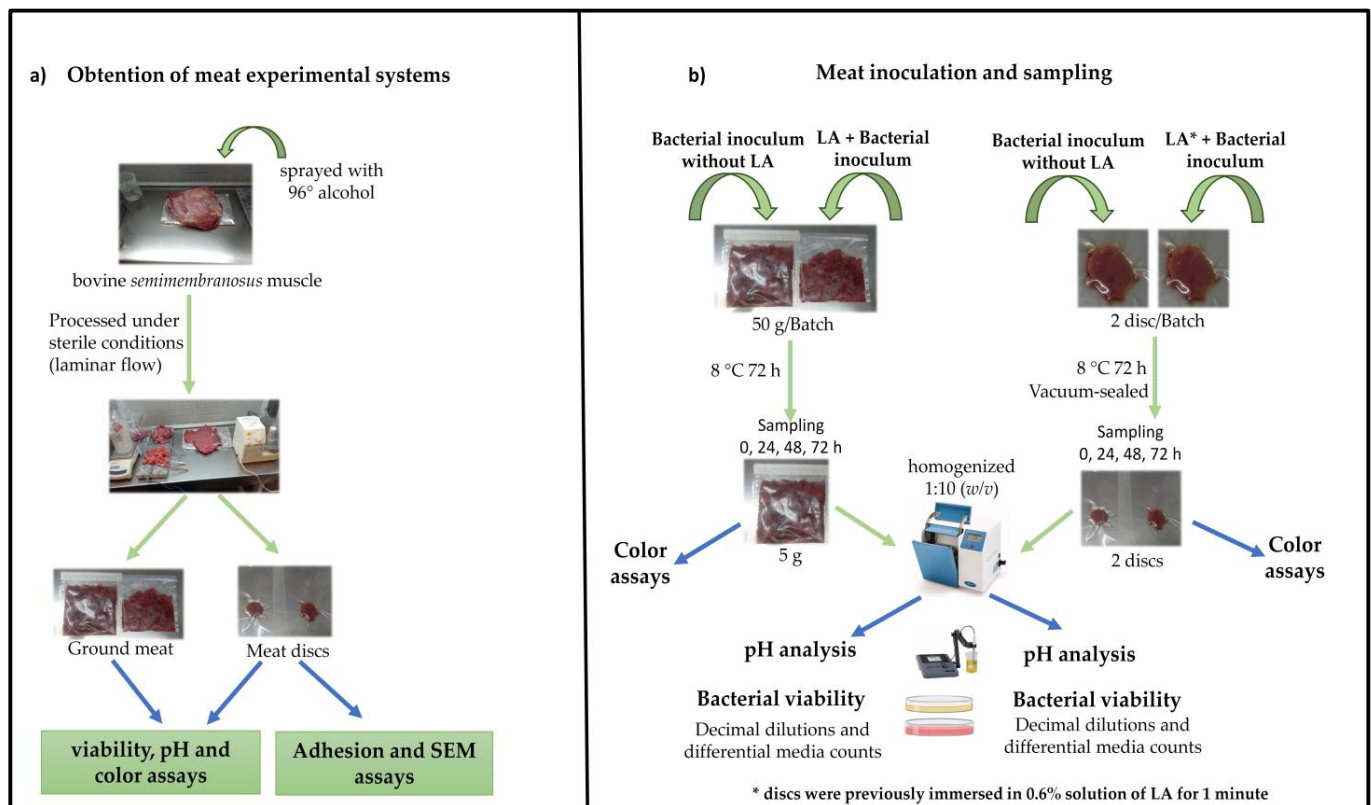 a) Obtention of meat experimental systems
sprayed with
96° alcohol
bovine semimembranosus muscle
Processed under
sterile conditions
(laminar flow)
Ground meat
Meat discs
viability, pH and
color assays
Adhesion and SEM
assays
b) Meat inoculation and sampling
Bacterial inoculum
without LA
LA + Bacterial
inoculum
Bacterial inoculum
without LA
LA* + Bacterial
inoculum
50 g/Batch
2 disc/Batch
8 °C 72 h
8 °C 72 h
Vacuum-sealed
Sampling
0, 24, 48, 72 h
homogenized
1:10 (w/v)
Sampling
0, 24, 48, 72 h
Color
assays
5 g
2 discs
Color
assays
pH analysis
pH analysis
Bacterial viability
Decimal dilutions and
differential media counts
Bacterial viability
Decimal dilutions and
differential media counts
* discs were previously immersed in 0.6% solution of LA for 1 minute